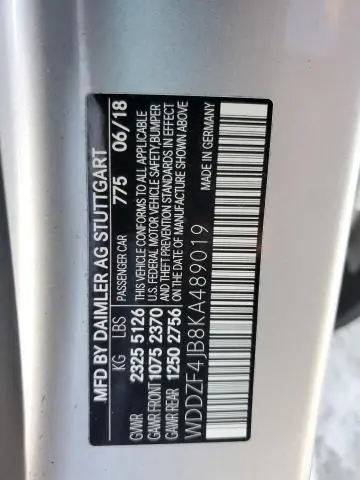 MFD BY DAIMLER AG STUTTGART
KG LBS PASSENGER CAR 775 06/18
GVWR 2325 5126 THIS VEHICLE CONFORMS TO ALL APPLICABLE
GAWR FRONT 1075 2370 U.S. FEDERAL MOTOR VEHICLE SAFETY, BUMPER
GAWR REAR 1250 2756 AND THEFT PREVENTION STANDARDS IN EFFECT
ON THE DATE OF MANUFACTURE SHOWN ABOVE
WDDZF4JB8KA489019 MADE IN GERMANY